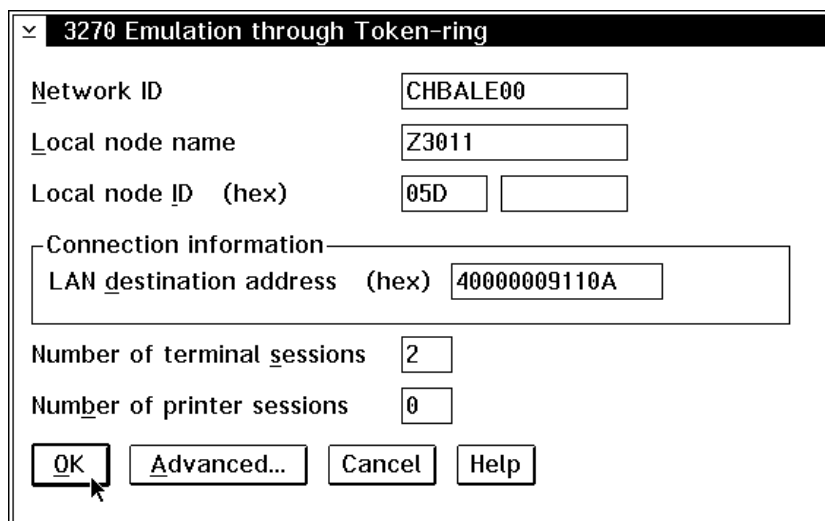 3270 Emulation through Token-ring
Network ID CHBALE00
Local node name Z3011
Local node ID (hex) 05D
Connection information
LAN destination address (hex) 40000009110A
Number of terminal sessions 2
Number of printer sessions 0
OK Advanced... Cancel Help